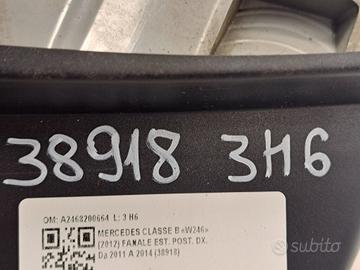 38918 3H6
OM: A2468200664 L: 3 H6
MERCEDES CLASSE B «W246»
(2012) FANALE EST. POST. DX.
Da 2011 A 2014 (38918)
subito